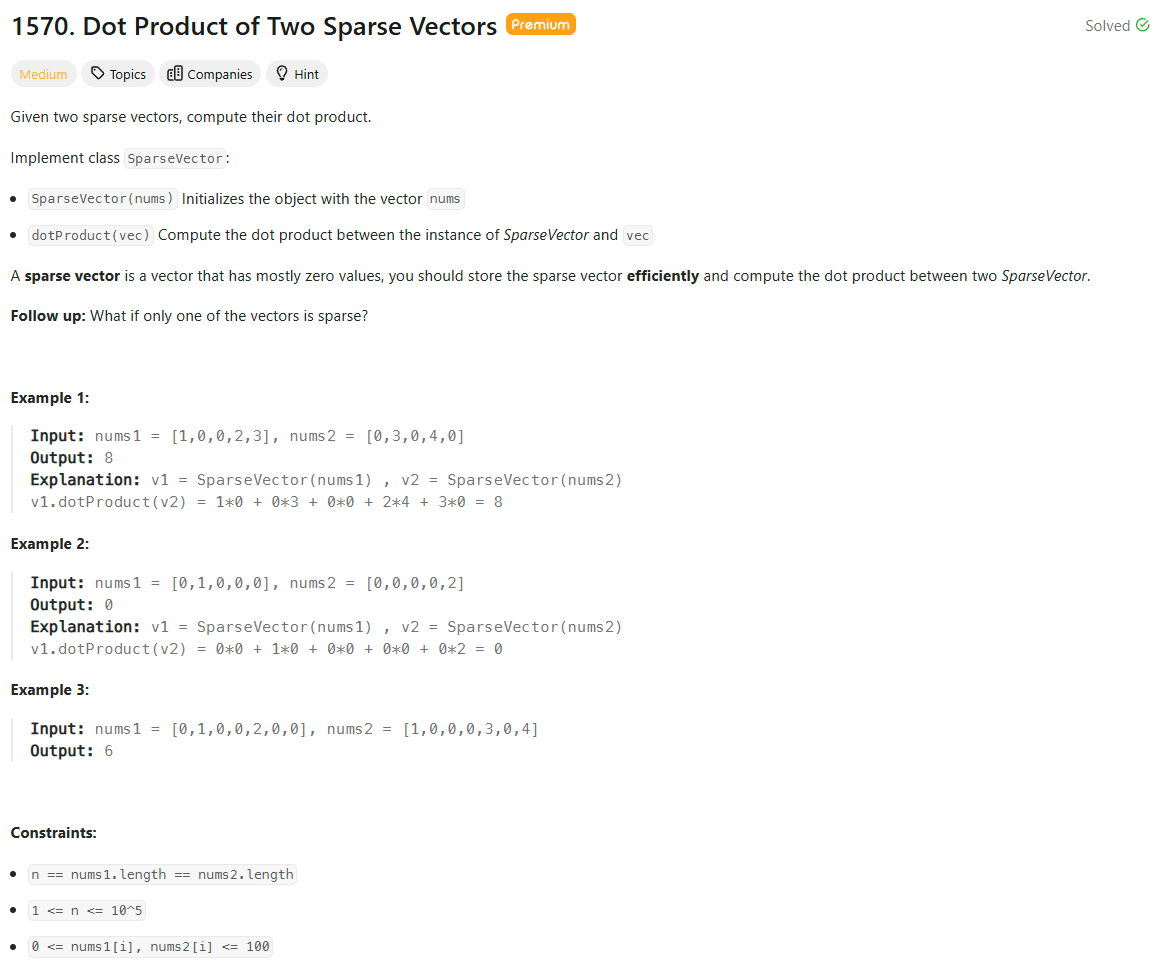 1570. Dot Product of Two Sparse Vectors Premium Solved
Medium Topics Companies Hint
Given two sparse vectors, compute their dot product.
Implement class SparseVector:
• SparseVector(nums) Initializes the object with the vector nums
• dotProduct(vec) Compute the dot product between the instance of SparseVector and vec
A sparse vector is a vector that has mostly zero values, you should store the sparse vector efficiently and compute the dot product between two SparseVector.
Follow up: What if only one of the vectors is sparse?
Example 1:
Input: nums1 = [1,0,0,2,3], nums2 = [0,3,0,4,0]
Output: 8
Explanation: v1 = SparseVector(nums1) , v2 = SparseVector(nums2)
v1.dotProduct(v2) = 1*0 + 0*3 + 0*0 + 2*4 + 3*0 = 8
Example 2:
Input: nums1 = [0,1,0,0,0], nums2 = [0,0,0,0,2]
Output: 0
Explanation: v1 = SparseVector(nums1) , v2 = SparseVector(nums2)
v1.dotProduct(v2) = 0*0 + 1*0 + 0*0 + 0*0 + 0*2 = 0
Example 3:
Input: nums1 = [0,1,0,0,2,0,0], nums2 = [1,0,0,0,3,0,4]
Output: 6
Constraints:
• n == nums1.length == nums2.length
• 1 <= n <= 10^5
• 0 <= nums1[i], nums2[i] <= 100